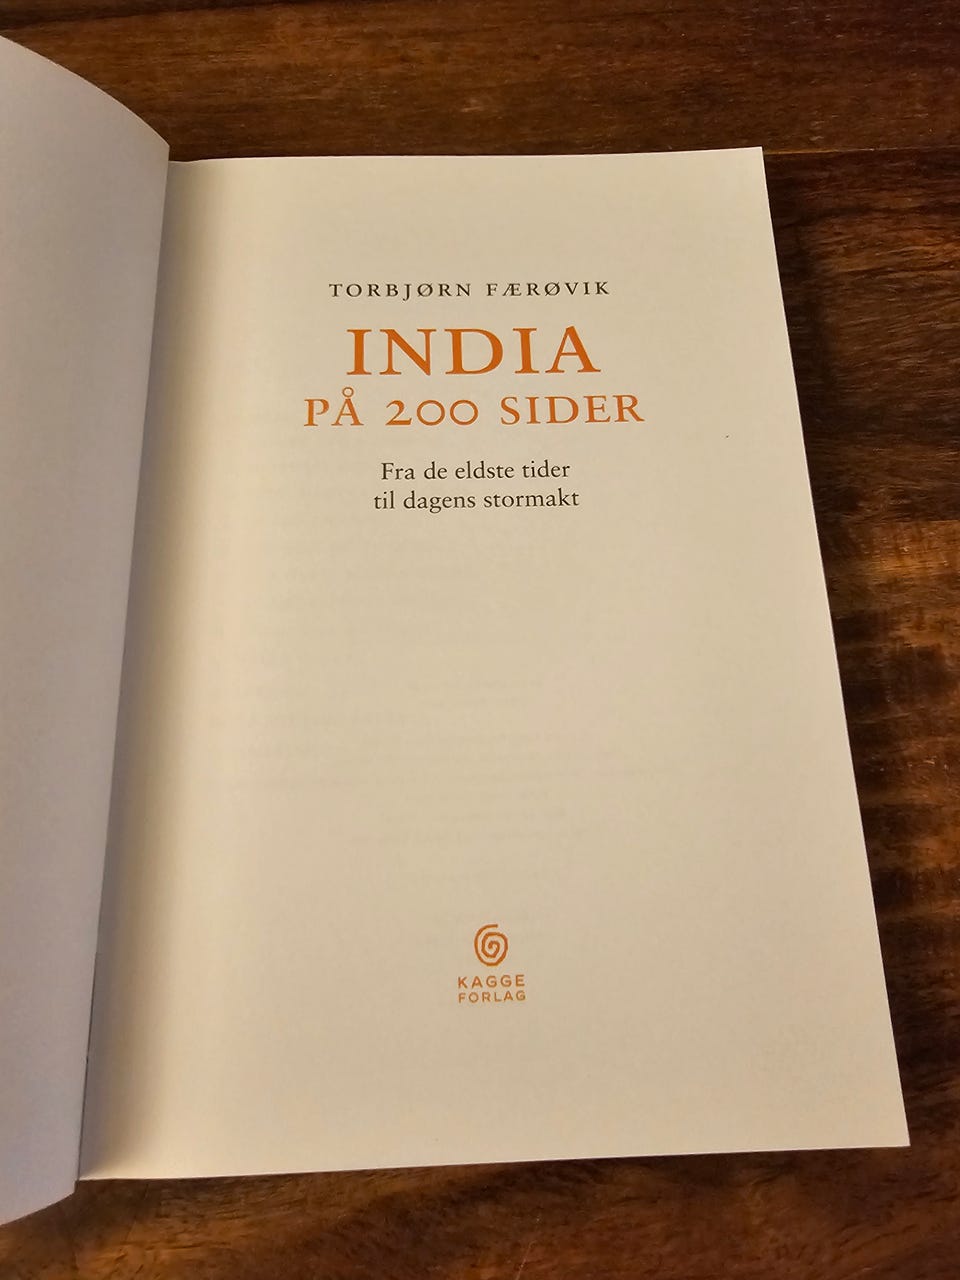 TORBJØRN FÆRØVIK
INDIA
PÅ 200 SIDER
Fra de eldste tider
til dagens stormakt
KAGGE
FORLAG